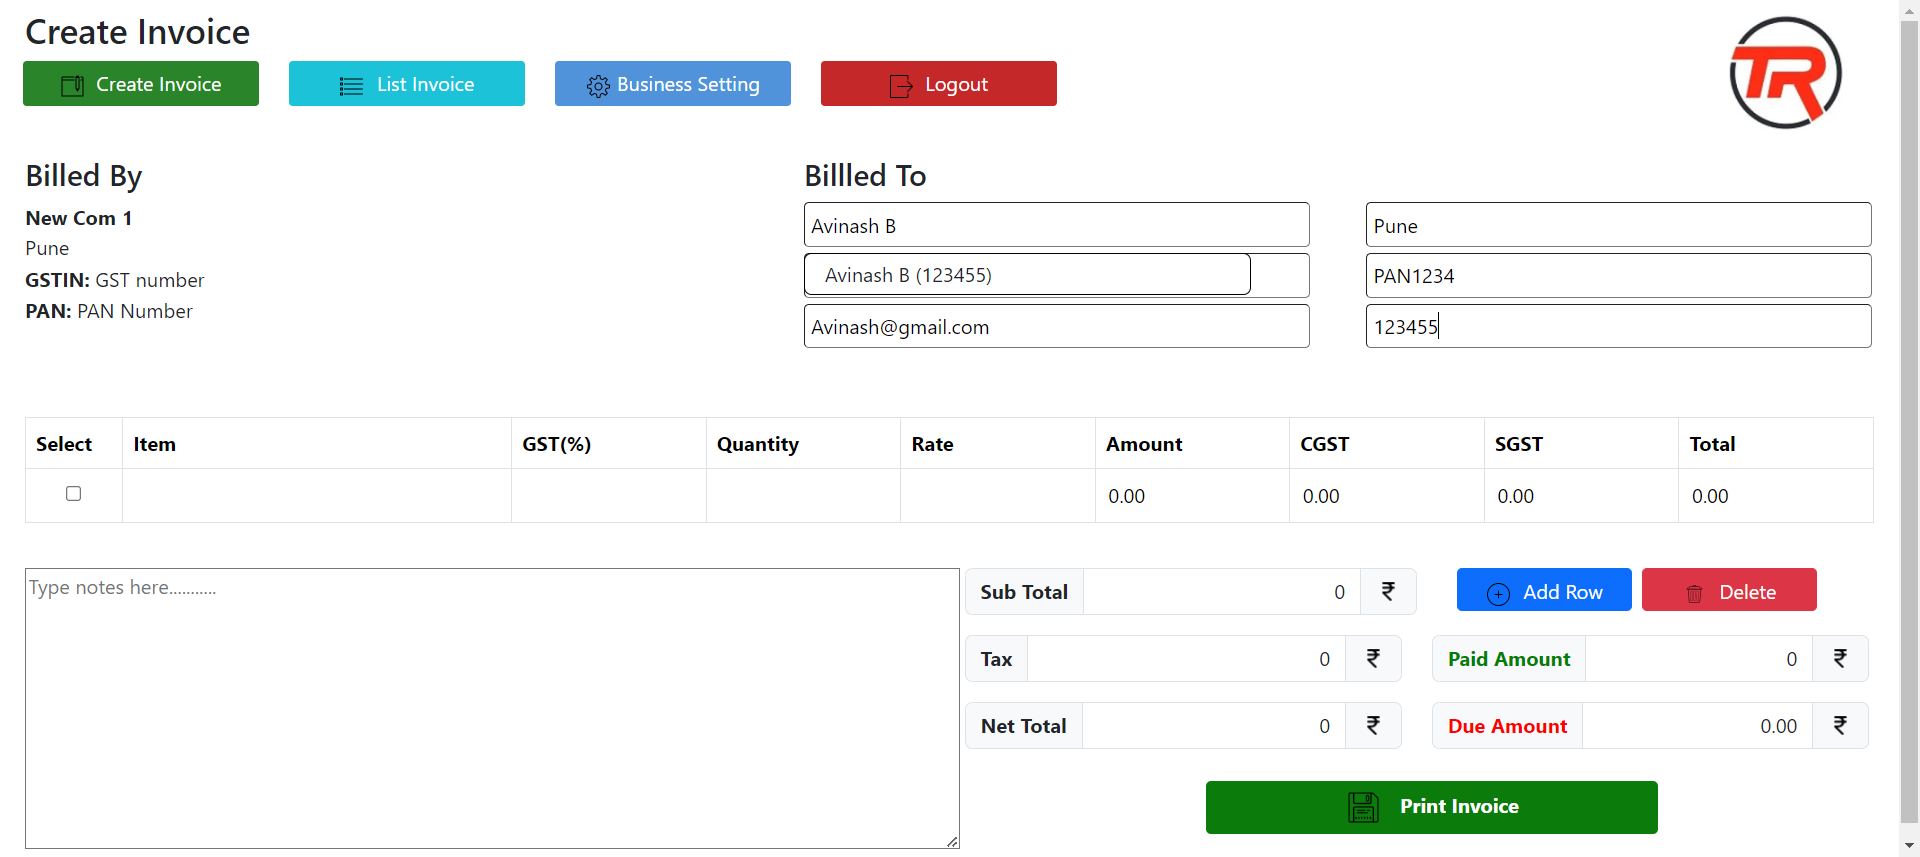 Create Invoice
TR
Create Invoice
List Invoice
Business Setting
Logout
Billed By
New Com 1
Pune
GSTIN: GST number
PAN: PAN Number
Billled To
Avinash B
Pune
Avinash B (123455)
PAN1234
Avinash@gmail.com
123455
Select Item GST(%) Quantity Rate Amount CGST SGST Total
0.00 0.00 0.00 0.00
Type notes here...........
Sub Total 0 ₹
Add Row
Delete
Tax 0 ₹
Paid Amount 0 ₹
Net Total 0 ₹
Due Amount 0.00 ₹
Print Invoice